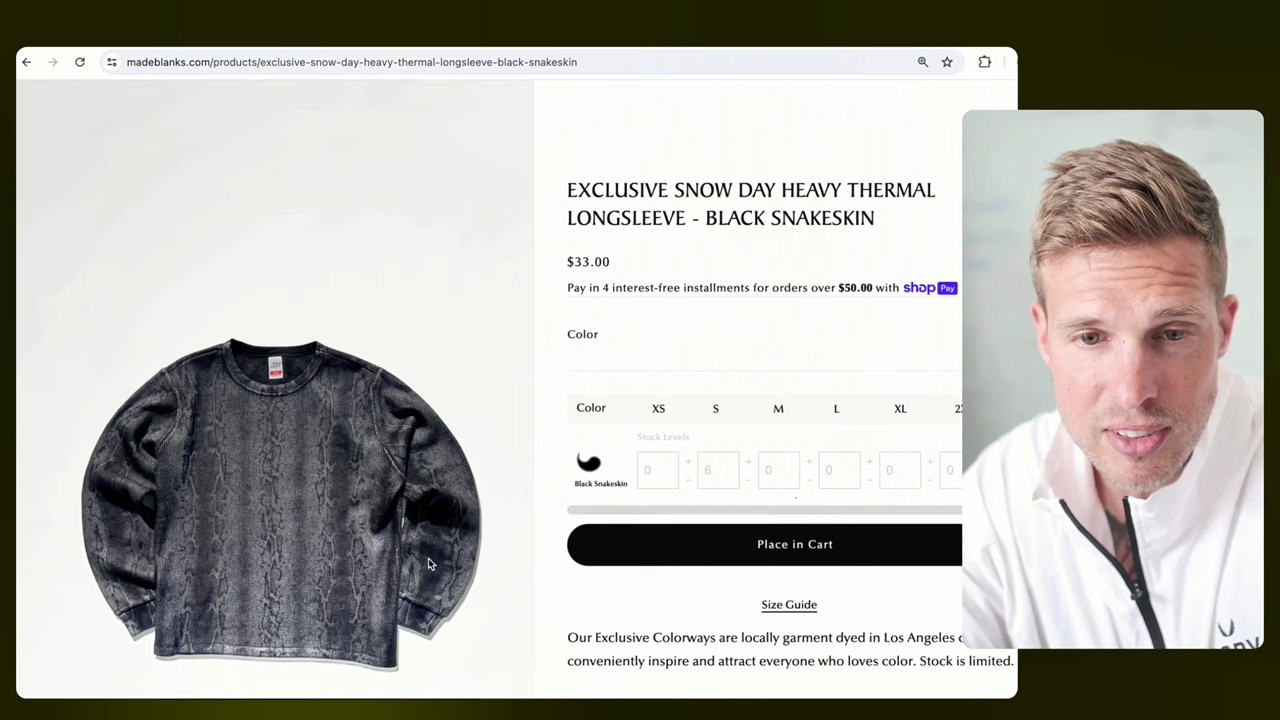 madeblanks.com/products/exclusive-snow-day-heavy-thermal-longsleeve-black-snakeskin
EXCLUSIVE SNOW DAY HEAVY THERMAL
LONGSLEEVE - BLACK SNAKESKIN
$33.00
Pay in 4 interest-free installments for orders over $50.00 with shop Pay
Color
Color XS S M L XL
Stock Levels
0 + - 6 + - 0 + - 0 + - 0 + - 0
Black Snakeskin
Place in Cart
Size Guide
Our Exclusive Colorways are locally garment dyed in Los Angeles
conveniently inspire and attract everyone who loves color. Stock is limited.